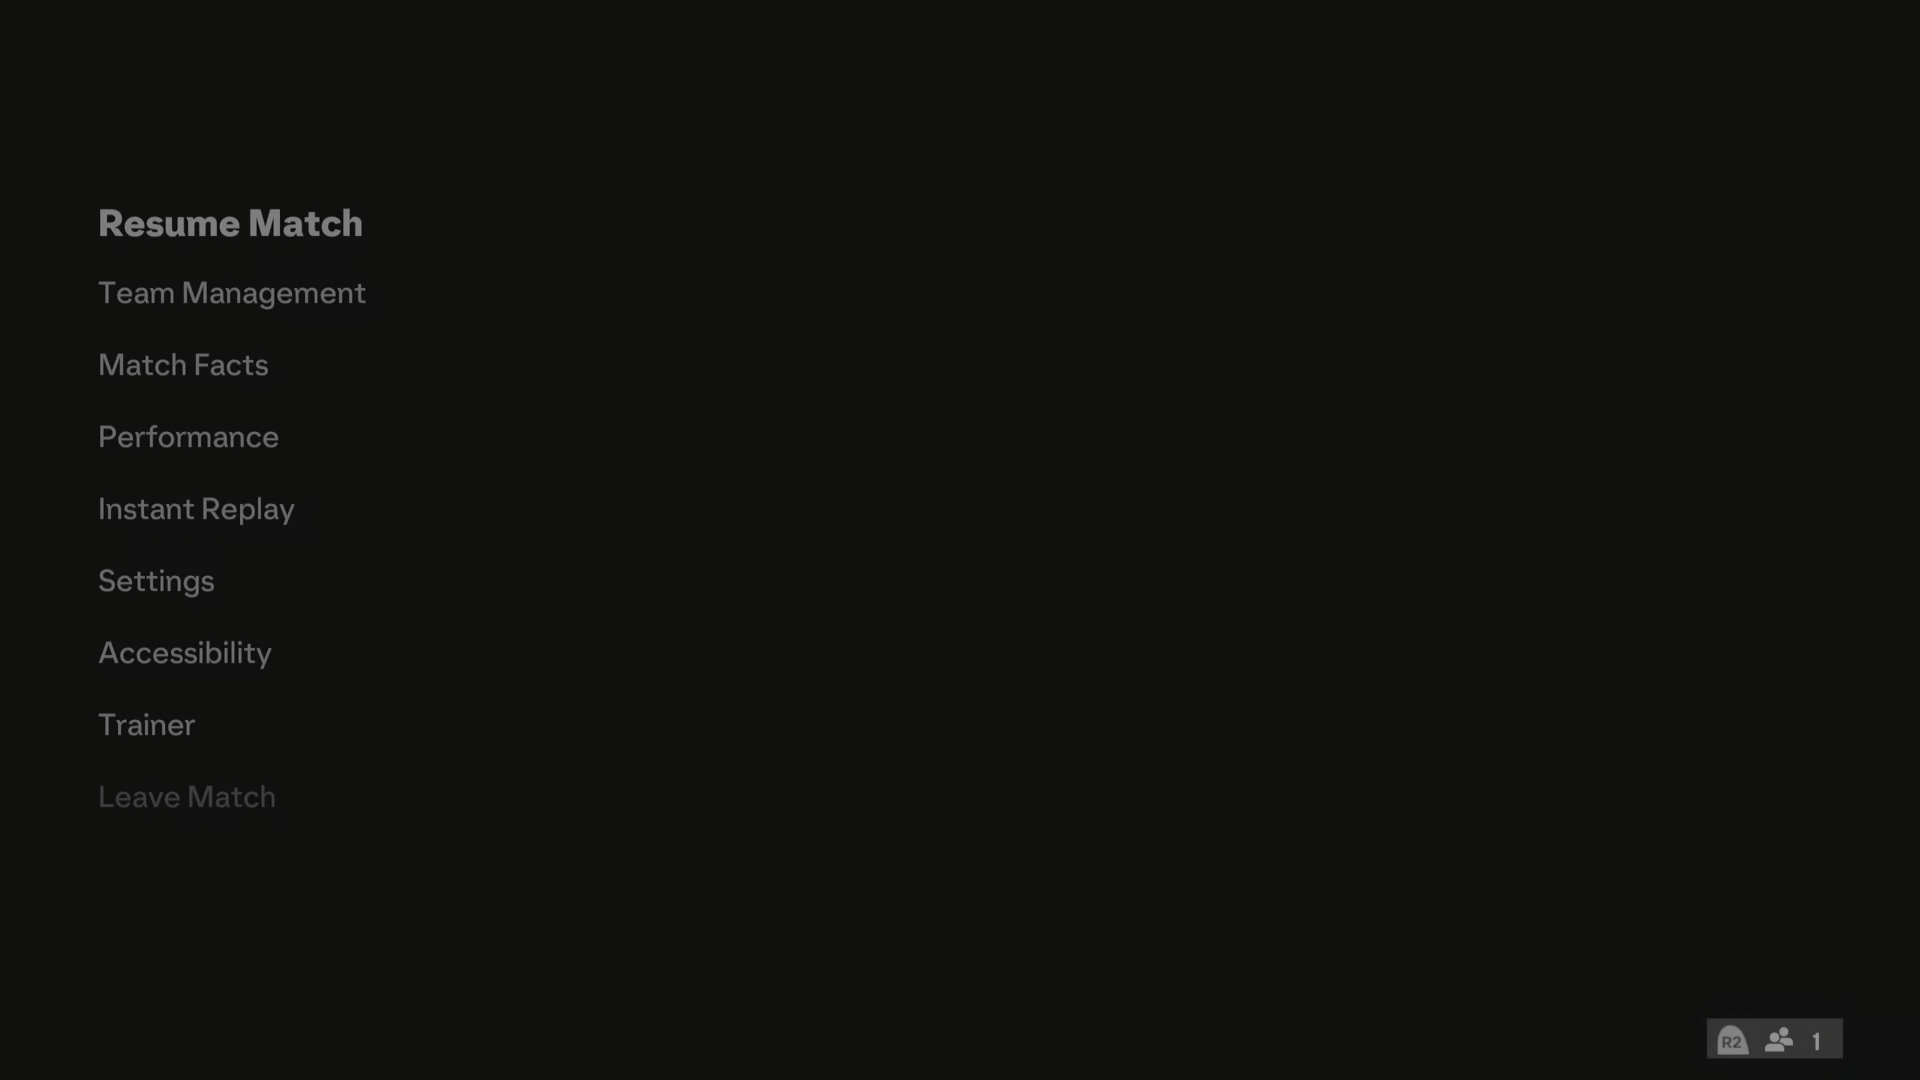 Resume Match
Team Management
Match Facts
Performance
Instant Replay
Settings
Accessibility
Trainer
Leave Match
R2 1